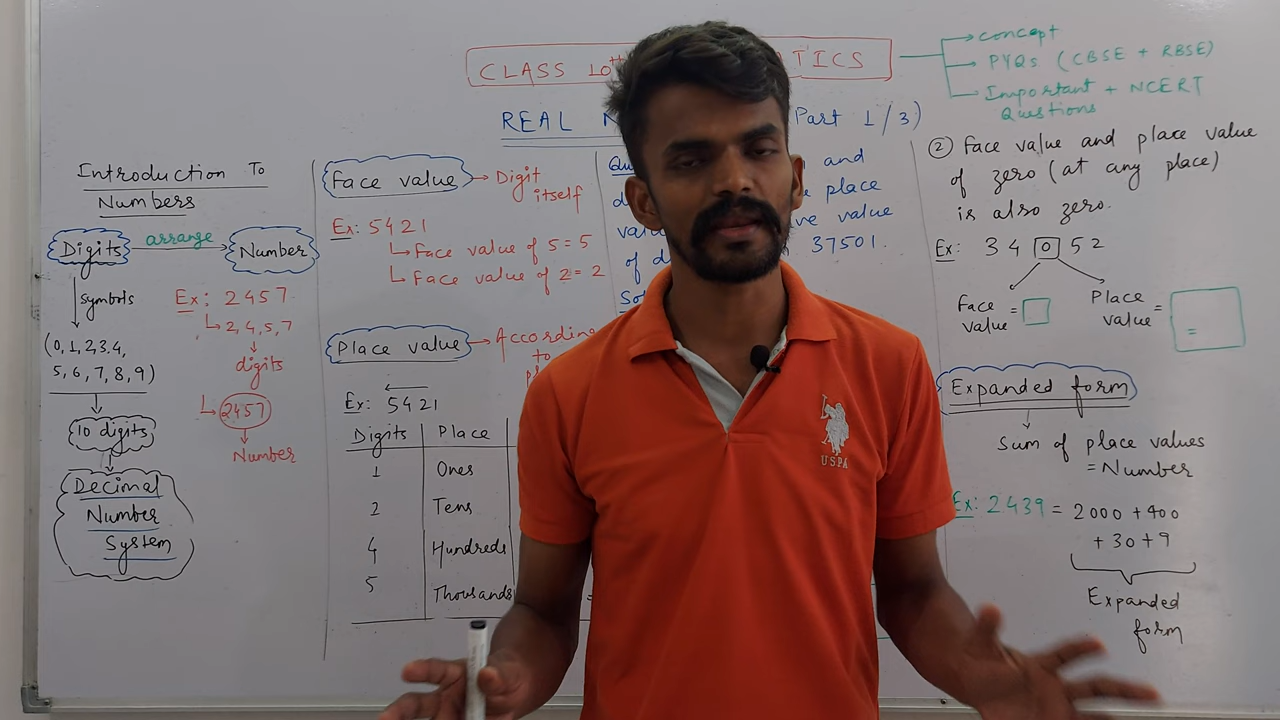 CLASS 10th
TICS
concept
PYQs (CBSE + RBSE)
Important + NCERT
Questions
REAL
Part 1/3)
Introduction To
Numbers
Digits
arrange
Number
symbols
(0,1,2,3,4,
5,6,7,8,9)
10 digits
Decimal
Number
System
Ex: 2457
2,4,5,7
digits
2457
Number
Face value
Digit
itself
Ex: 5421
Face value of 5 = 5
Face value of 2 = 2
Place value
According
to
Ex: 5421
Digits Place
1 Ones
2 Tens
4 Hundreds
5 Thousands
=
and
place
value
of
37501.
② Face value and place value
of zero (at any place)
is also zero.
Ex: 3 4 0 5 2
Face
value =
Place
value =
=
Expanded form
Sum of place values
= Number
Ex: 2439 = 2000 + 400
+ 30 + 9
Expanded
form
USPA